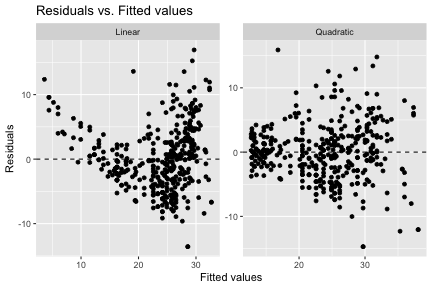 Residuals vs. Fitted values
Linear
Quadratic
Residuals
10
0
-10
10
0
-10
10
20
30
20
30
Fitted values